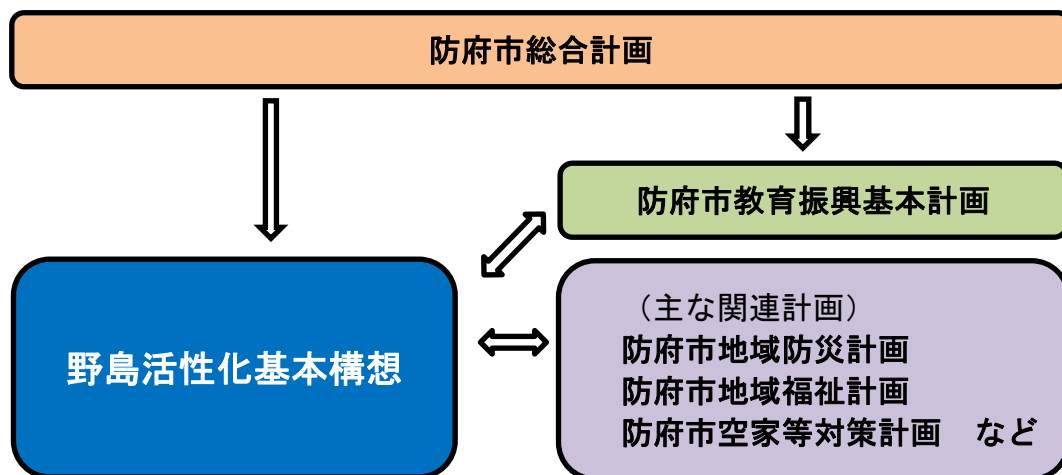 防府市総合計画
防府市教育振興基本計画
野島活性化基本構想
（主な関連計画）
防府市地域防災計画
防府市地域福祉計画
防府市空家等対策計画　など